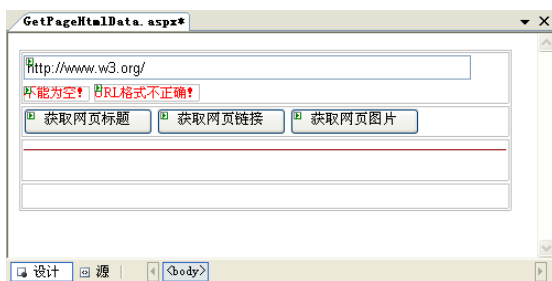 GetPageHtmlData.aspx*
http://www.w3.org/
不能为空! URL格式不正确!
获取网页标题 获取网页链接 获取网页图片
设计 源 <body>